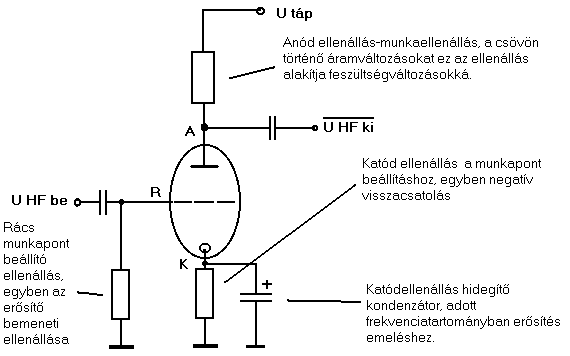 U táp
Anód ellenállás-munkaellenállás, a csövön
történő áramváltozásokat ez az ellenállás
alakítja feszültségváltozásokká.
A
U HF ki
Katód ellenállás a munkapont
beállításhoz, egyben negatív
visszacsatolás
U HF be
R
Rács
munkapont
beállító
ellenállás,
egyben az
erősítő
bemeneti
ellenállása
K
+
Katódellenállás hidegítő
kondenzátor, adott
frekvenciatartományban erősítés
emeléshez.